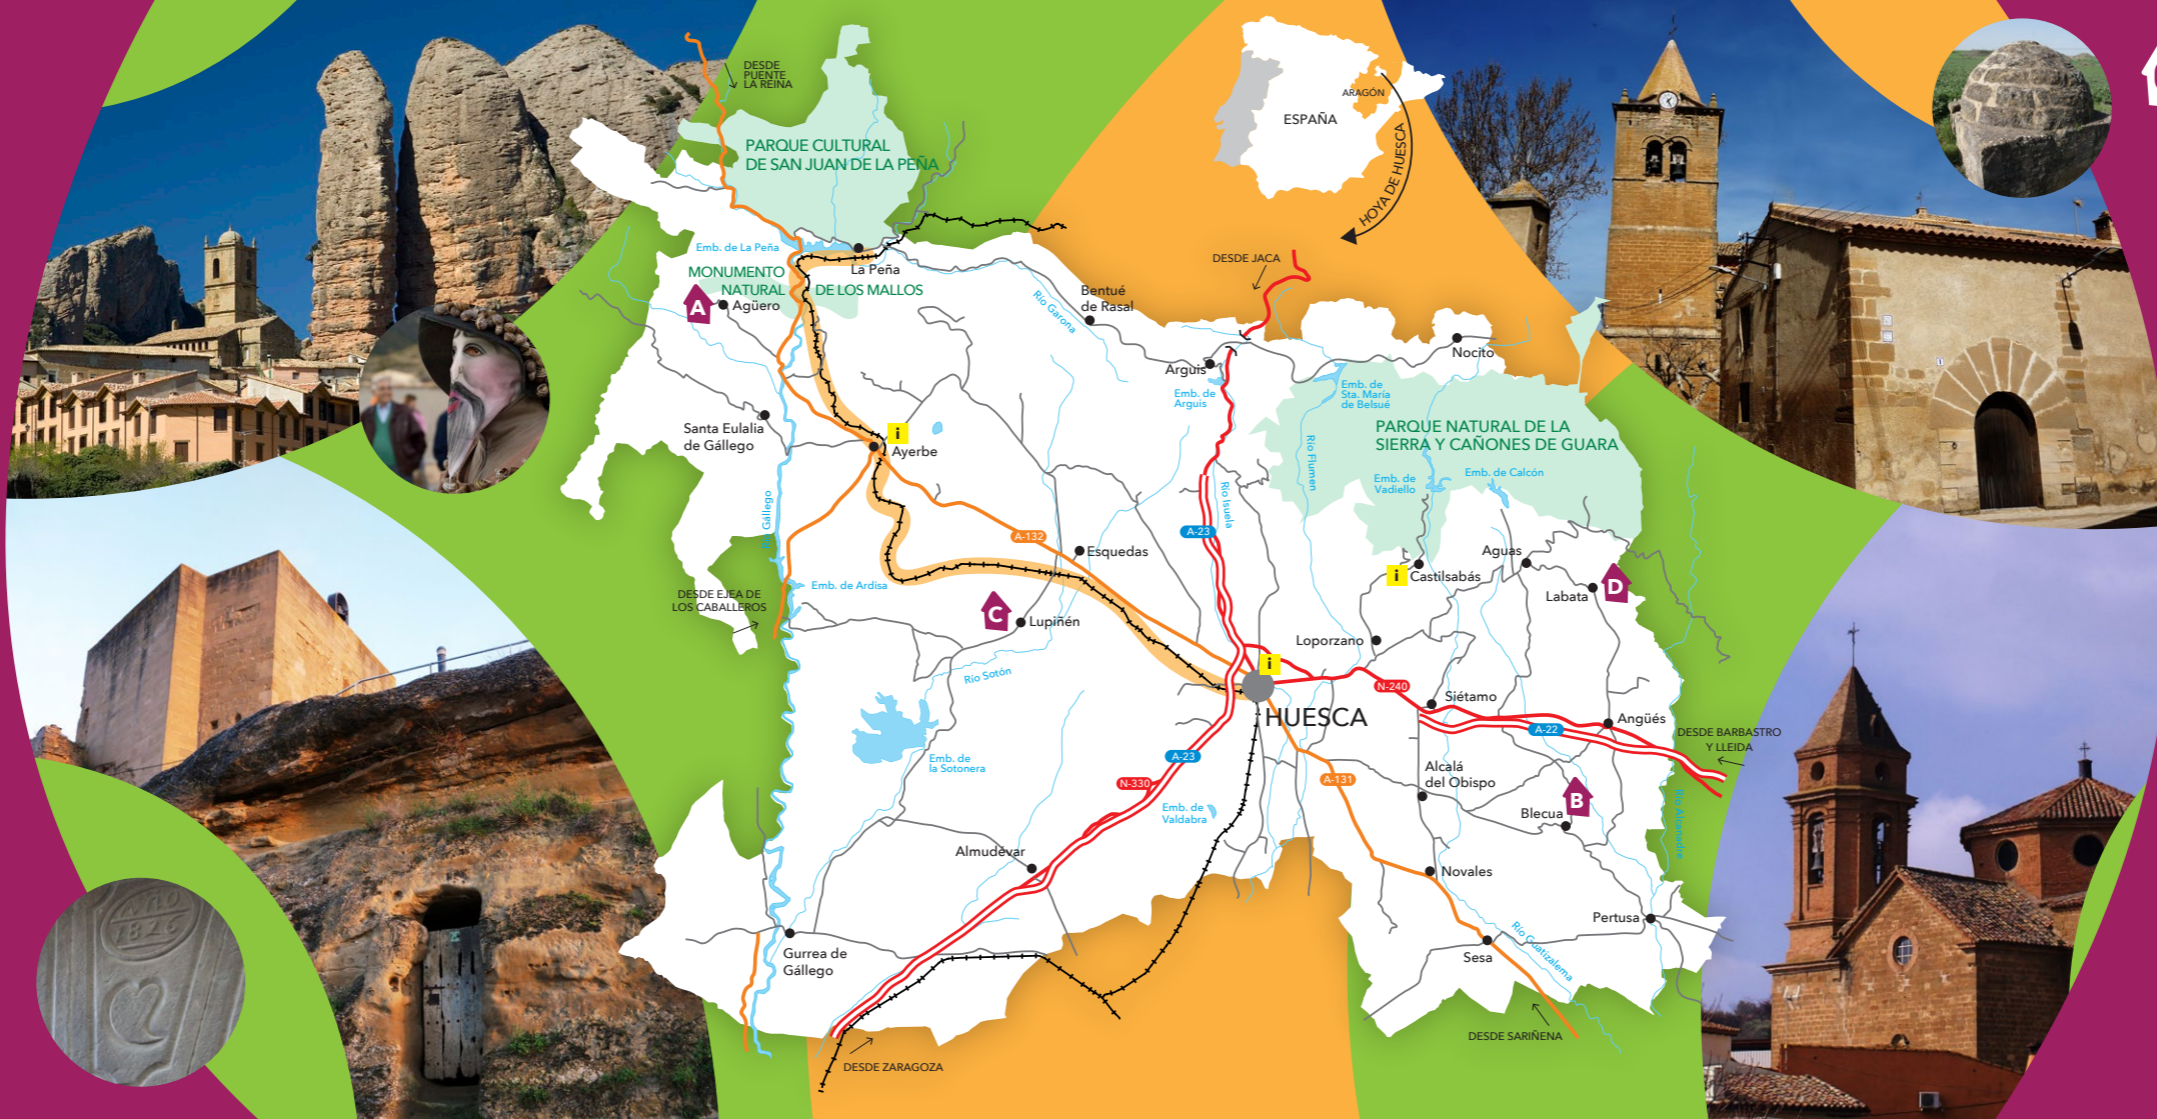 DESDE
PUENTE
LA REINA
PARQUE CULTURAL
DE SAN JUAN DE LA PEÑA
ESPAÑA
ARAGÓN
HOYA DE HUESCA
DESDE JACA
Emb. de La Peña
La Peña
MONUMENTO
NATURAL DE LOS MALLOS
A
Agüero
Río Garona
Bentué
de Rasal
Arguis
Emb. de
Arguis
Nocito
Emb. de
Sta. María
de Belsué
PARQUE NATURAL DE LA
SIERRA Y CAÑONES DE GUARA
Santa Eulalia
de Gállego
i
Ayerbe
Río Gállego
Río Isuela
Río Flumen
Emb. de
Vadiello
Emb. de Calcón
A-132
A-23
Esquedas
Aguas
i
Castilsabás
Labata
D
Emb. de Ardisa
DESDE EJEA DE
LOS CABALLEROS
C
Lupiñén
Loporzano
Río Sotón
i
HUESCA
N-240
Siétamo
A-22
Angüés
DESDE BARBASTRO
Y LLEIDA
Emb. de
la Sotonera
A-23
N-330
A-131
Alcalá
del Obispo
B
Blecua
Emb. de
Valdabra
Río Alcanadre
Almudévar
Novales
Pertusa
Gurrea de
Gállego
Sesa
Río Guatizalema
DESDE SARIÑENA
DESDE ZARAGOZA
AÑO
1826